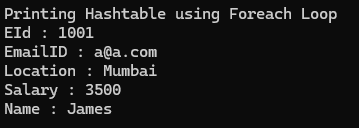 Printing Hashtable using Foreach Loop
EId : 1001
EmailID : a@a.com
Location : Mumbai
Salary : 3500
Name : James